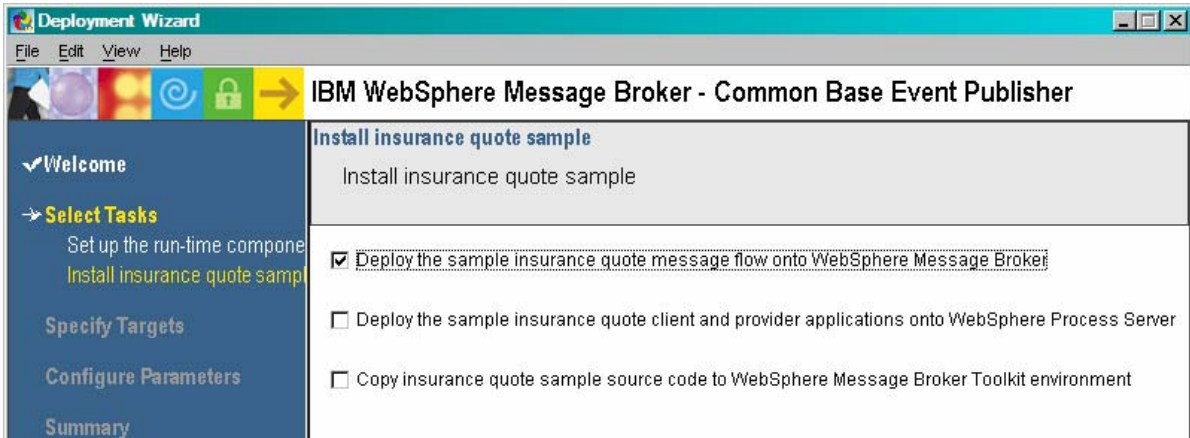 Deployment Wizard
File Edit View Help
IBM WebSphere Message Broker - Common Base Event Publisher
Welcome
Select Tasks
Set up the run-time compone
Install insurance quote sampl
Specify Targets
Configure Parameters
Summary
Install insurance quote sample
Install insurance quote sample
Deploy the sample insurance quote message flow onto WebSphere Message Broker
Deploy the sample insurance quote client and provider applications onto WebSphere Process Server
Copy insurance quote sample source code to WebSphere Message Broker Toolkit environment